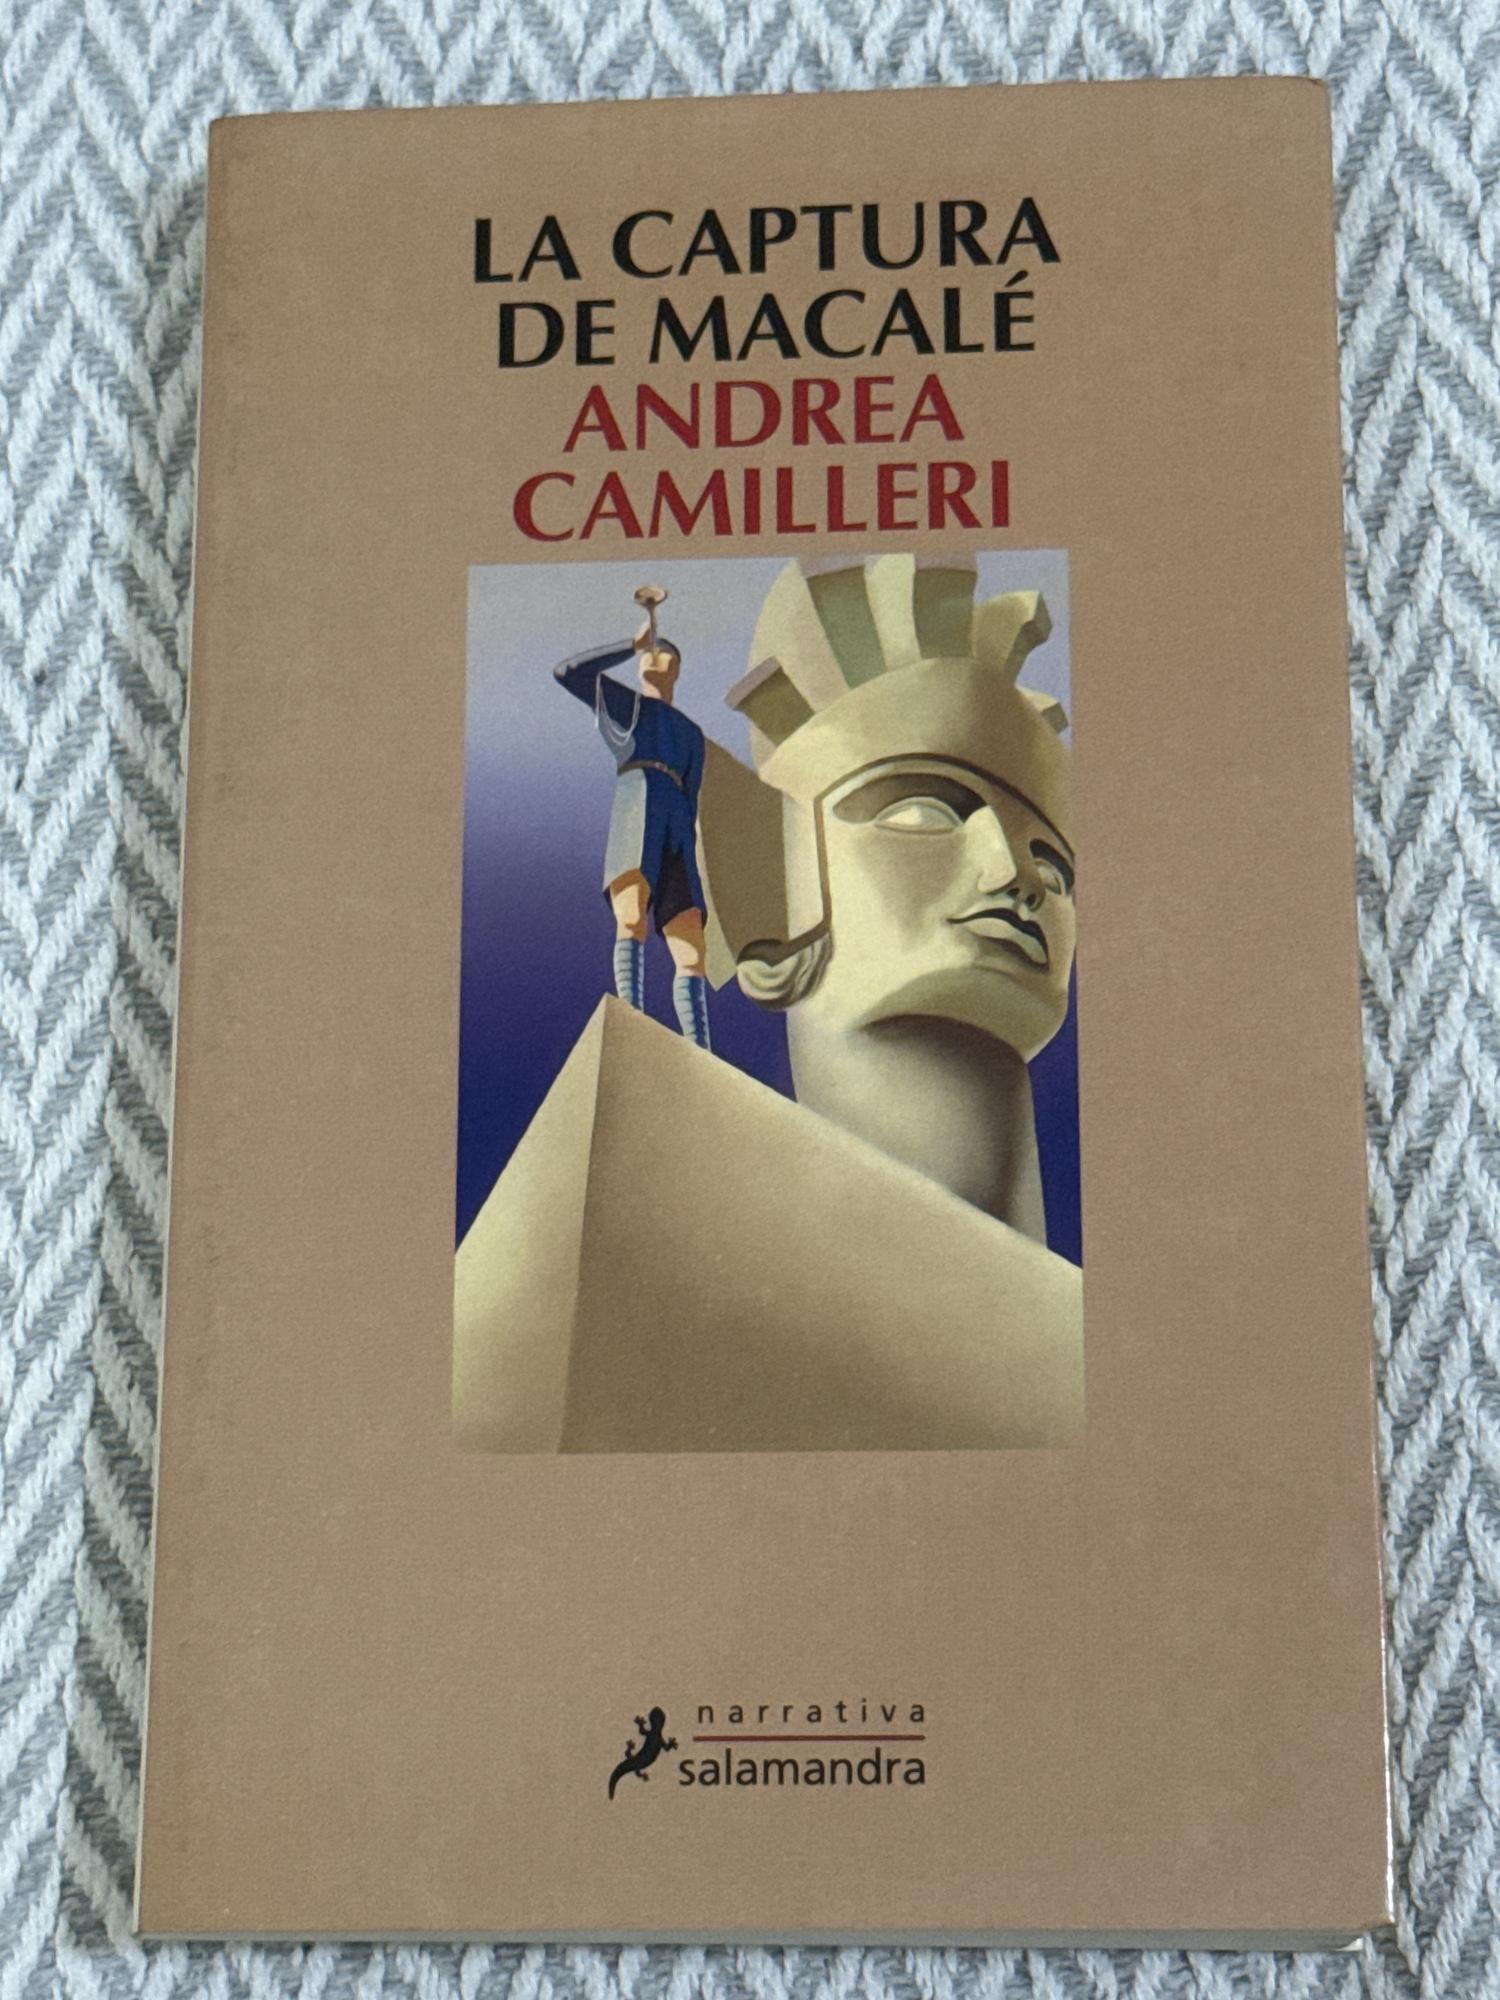 LA CAPTURA
DE MACALÉ
ANDREA
CAMILLERI
narrativa
salamandra